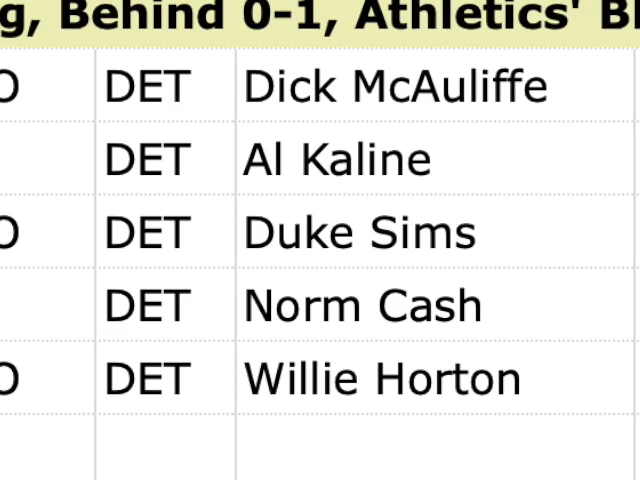 g, Behind 0-1, Athletics' B
O DET Dick McAuliffe
DET Al Kaline
O DET Duke Sims
DET Norm Cash
O DET Willie Horton